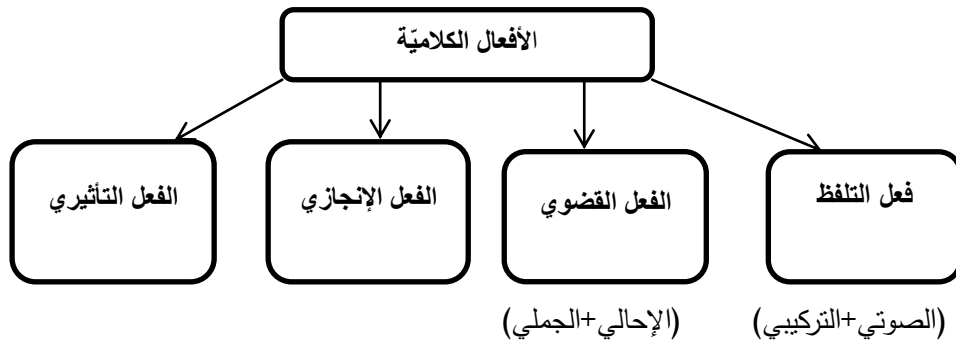 الأفعال الكلاميّة
فعل التلفظ
الفعل القضوي
الفعل الإنجازي
الفعل التأثيري
(الصوتي+التركيبي)
(الإحالي+الجملي)